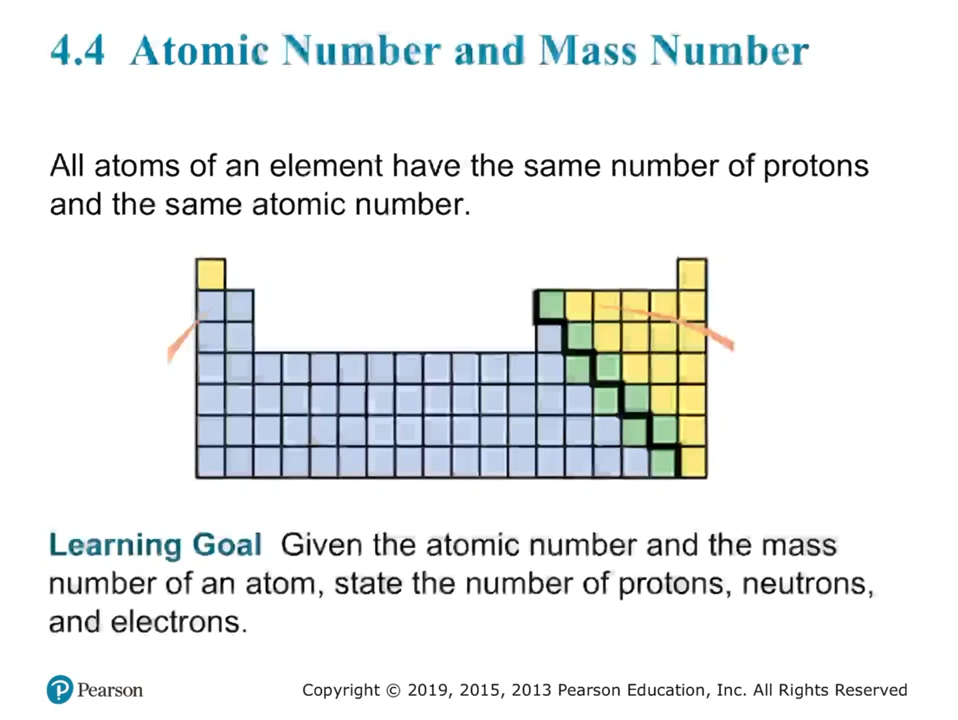 4.4 Atomic Number and Mass Number
All atoms of an element have the same number of protons
and the same atomic number.
Learning Goal Given the atomic number and the mass
number of an atom, state the number of protons, neutrons,
and electrons.
Pearson
Copyright © 2019, 2015, 2013 Pearson Education, Inc. All Rights Reserved